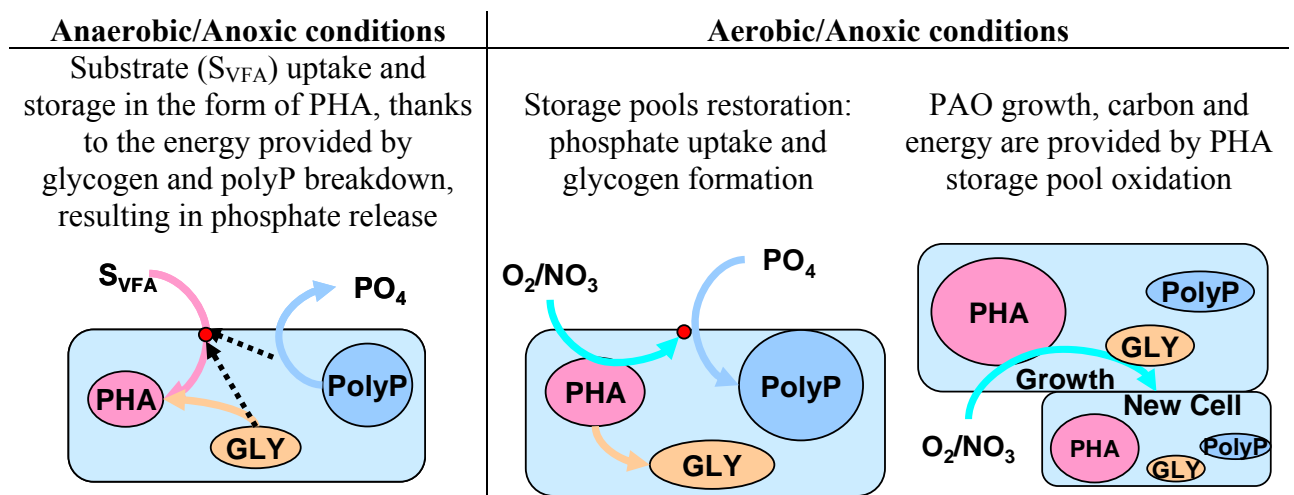 Anaerobic/Anoxic conditions
Aerobic/Anoxic conditions
Substrate (SVFA) uptake and
storage in the form of PHA, thanks
to the energy provided by
glycogen and polyP breakdown,
resulting in phosphate release
Storage pools restoration:
phosphate uptake and
glycogen formation
PAO growth, carbon and
energy are provided by PHA
storage pool oxidation
SVFA
PO4
PHA
PolyP
GLY
O2/NO3
PO4
PHA
PolyP
GLY
PHA
PolyP
GLY
Growth
New Cell
O2/NO3
PHA
PolyP
GLY